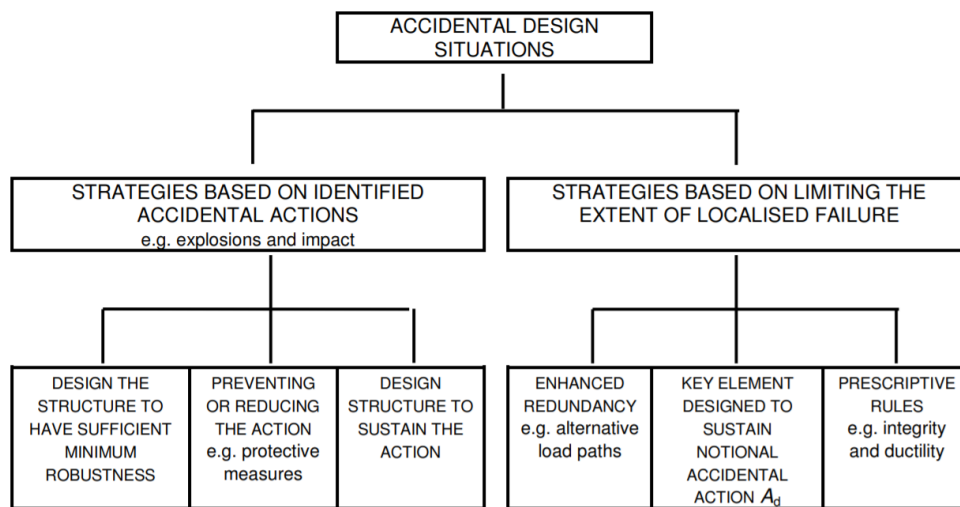 ACCIDENTAL DESIGN
SITUATIONS
STRATEGIES BASED ON IDENTIFIED
ACCIDENTAL ACTIONS
e.g. explosions and impact
STRATEGIES BASED ON LIMITING THE
EXTENT OF LOCALISED FAILURE
DESIGN THE
STRUCTURE TO
HAVE SUFFICIENT
MINIMUM
ROBUSTNESS
PREVENTING
OR REDUCING
THE ACTION
e.g. protective
measures
DESIGN
STRUCTURE TO
SUSTAIN THE
ACTION
ENHANCED
REDUNDANCY
e.g. alternative
load paths
KEY ELEMENT
DESIGNED TO
SUSTAIN
NOTIONAL
ACCIDENTAL
ACTION Ad
PRESCRIPTIVE
RULES
e.g. integrity
and ductility